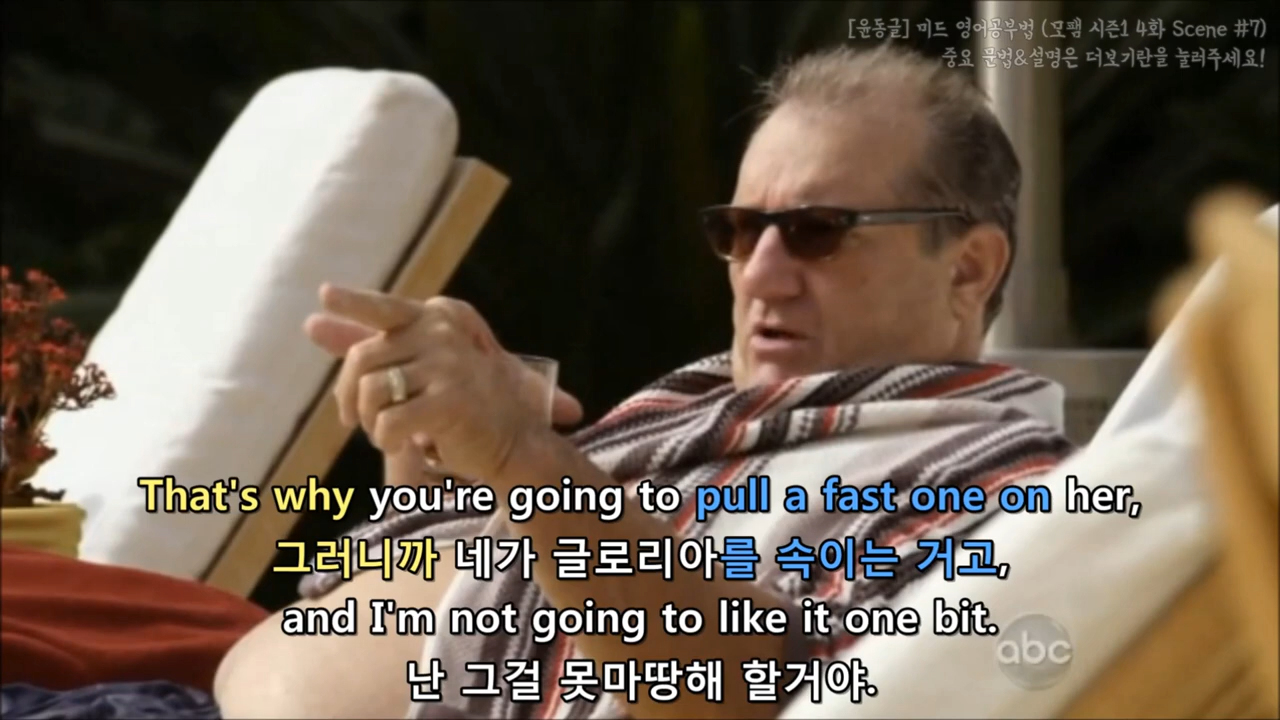 [윤동글] 미드 영어공부법 (모팸 시즌1 4화 Scene #7)
중요 문법&설명은 더보기란을 눌러주세요!
That's why you're going to pull a fast one on her,
그러니까 네가 글로리아를 속이는 거고,
and I'm not going to like it one bit.
난 그걸 못마땅해 할거야.
abc